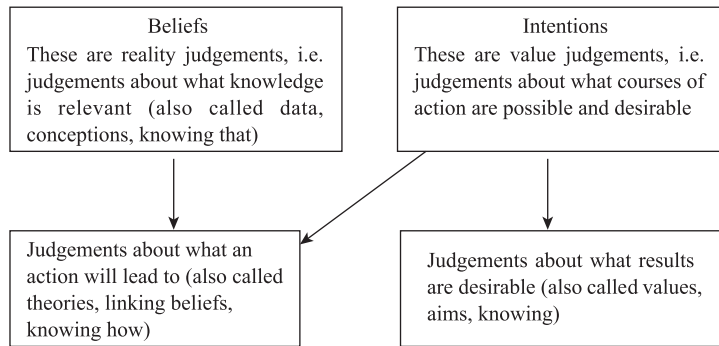 Beliefs
These are reality judgements, i.e.
judgements about what knowledge
is relevant (also called data,
conceptions, knowing that)
Intentions
These are value judgements, i.e.
judgements about what courses of
action are possible and desirable
Judgements about what an
action will lead to (also called
theories, linking beliefs,
knowing how)
Judgements about what results
are desirable (also called values,
aims, knowing)